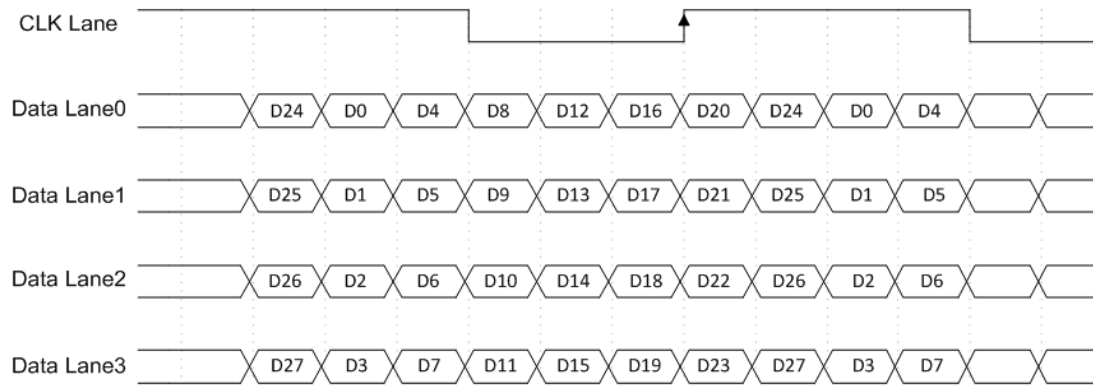 CLK Lane
Data Lane0 D24 D0 D4 D8 D12 D16 D20 D24 D0 D4
Data Lane1 D25 D1 D5 D9 D13 D17 D21 D25 D1 D5
Data Lane2 D26 D2 D6 D10 D14 D18 D22 D26 D2 D6
Data Lane3 D27 D3 D7 D11 D15 D19 D23 D27 D3 D7